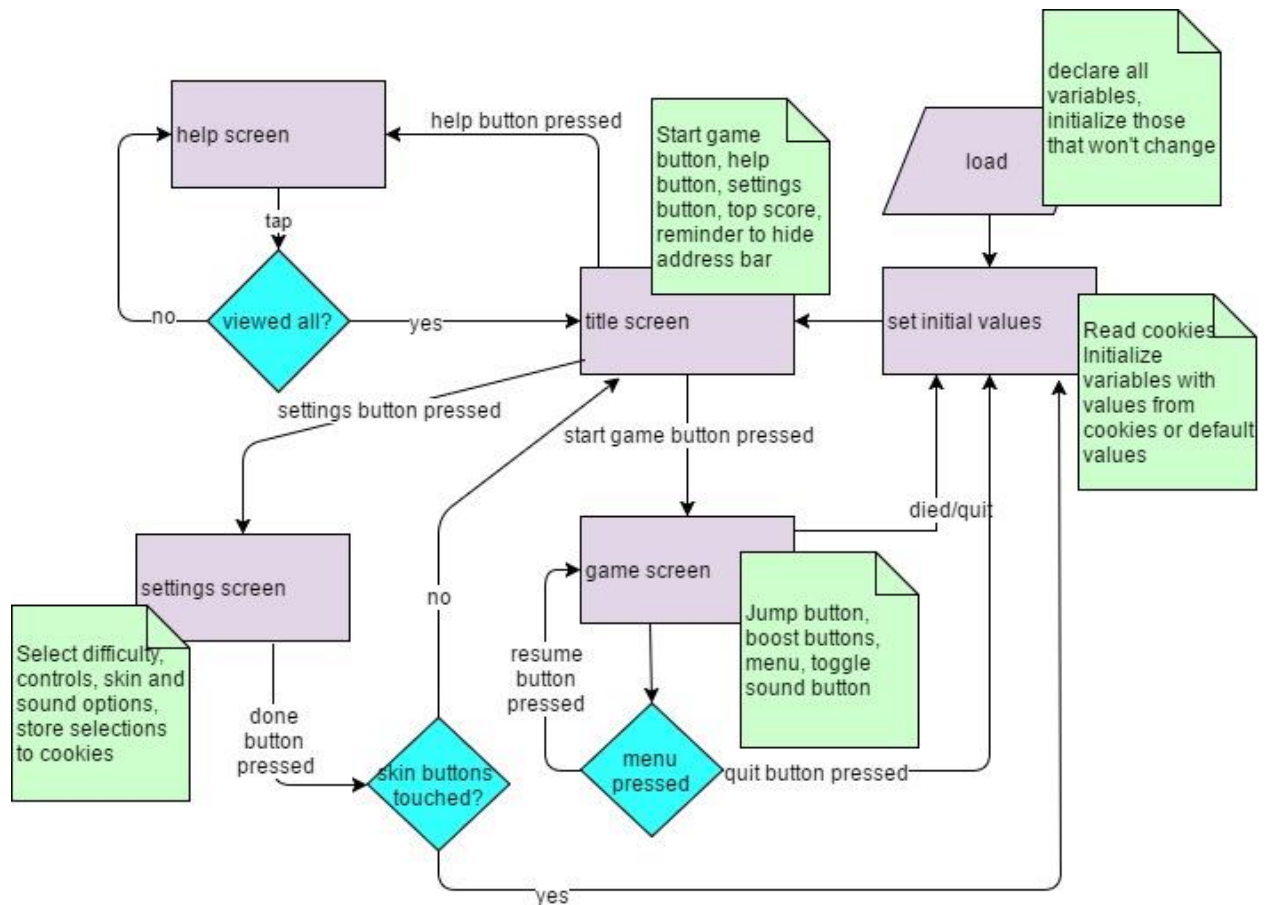 help screen
help button pressed
tap
viewed all?
no
yes
Start game
button, help
button, settings
button, top score,
reminder to hide
address bar
title screen
load
declare all
variables,
initialize those
that won't change
set initial values
Read cookies
Initialize
variables with
values from
cookies or default
values
settings button pressed
start game button pressed
settings screen
Select difficulty,
controls, skin and
sound options,
store selections
to cookies
done
button
pressed
skin buttons
touched?
no
yes
game screen
Jump button,
boost buttons,
menu, toggle
sound button
died/quit
resume
button
pressed
menu
pressed
quit button pressed